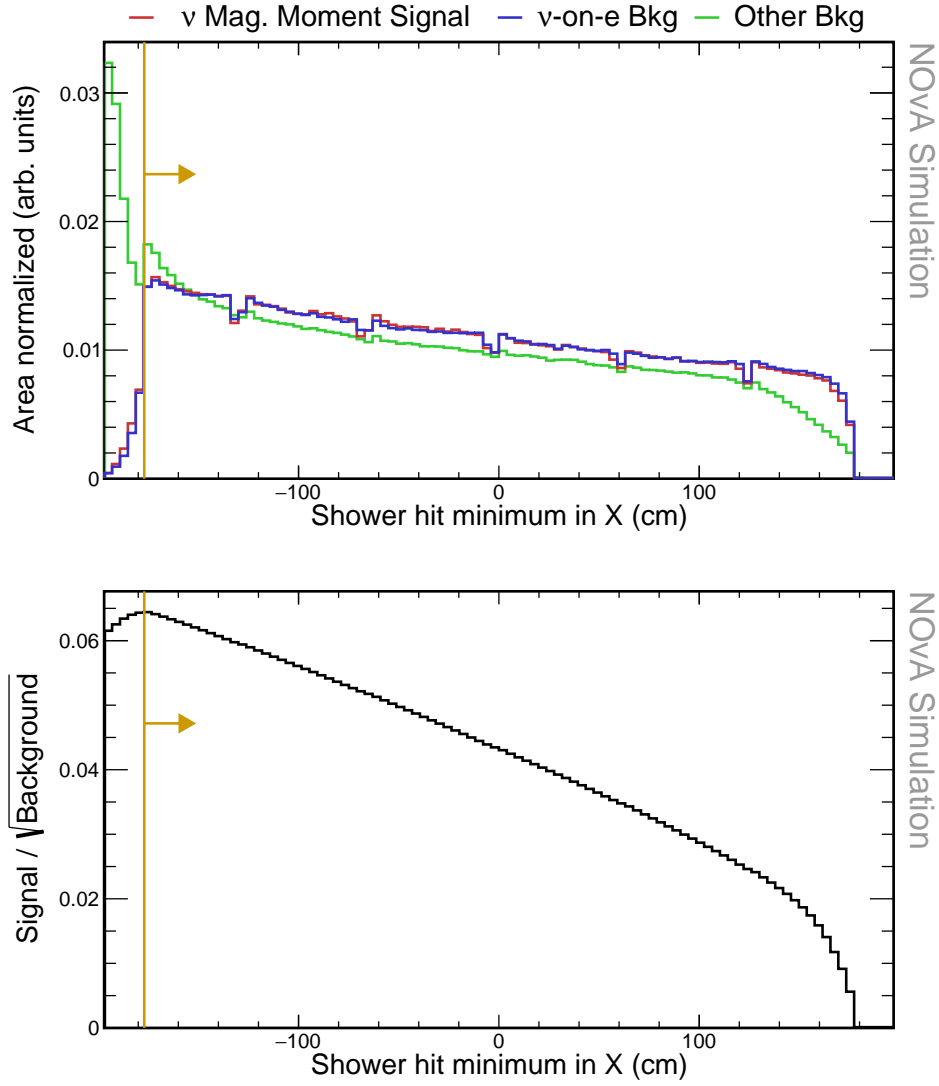 ν Mag. Moment Signal ν-on-e Bkg Other Bkg
NOvA Simulation
Area normalized (arb. units)
0.03
0.02
0.01
0
−100 0 100
Shower hit minimum in X (cm)
NOvA Simulation
Signal / √Background
0.06
0.04
0.02
0
−100 0 100
Shower hit minimum in X (cm)